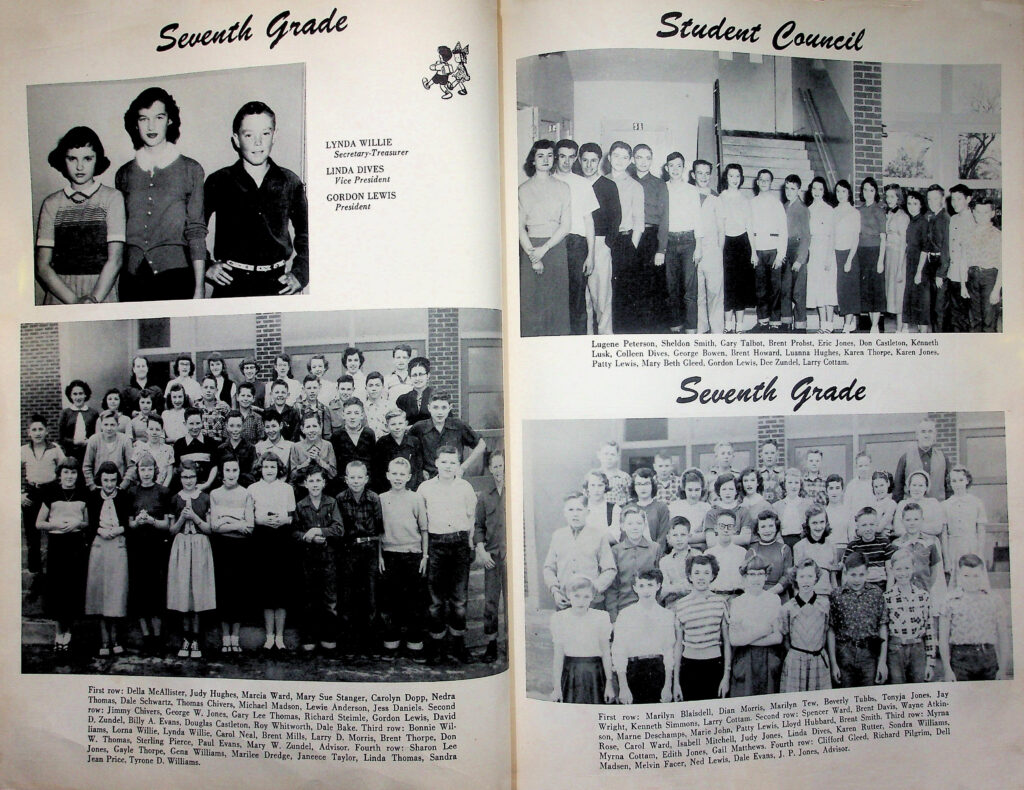 Seventh Grade
LYNDA WILLIE
Secretary-Treasurer
LINDA DIVES
Vice President
GORDON LEWIS
President
First row: Della McAllister, Judy Hughes, Marcia Ward, Mary Sue Stanger, Carolyn Dopp, Nedra
Thomas, Dale Schwartz, Thomas Chivers, Michael Madson, Lewie Anderson, Jess Daniels. Second
row: Jimmy Chivers, George W. Jones, Gary Lee Thomas, Richard Steimle, Gordon Lewis, David
D. Zundel, Billy A. Evans, Douglas Castleton, Roy Whitworth, Dale Bake. Third row: Bonnie Wil-
liams, Lorna Willie, Lynda Willie, Carol Neal, Brent Mills, Larry D. Morris, Brent Thorpe, Don
W. Thomas, Sterling Pierce, Paul Evans, Mary W. Zundel, Advisor. Fourth row: Sharon Lee
Jones, Gayle Thorpe, Gena Williams, Marilee Dredge, Janeece Taylor, Linda Thomas, Sandra
Jean Price, Tyrone D. Williams.
Student Council
Lugene Peterson, Sheldon Smith, Gary Talbot, Brent Probst, Eric Jones, Don Castleton, Kenneth
Lusk, Colleen Dives, George Bowen, Brent Howard, Luanna Hughes, Karen Thorpe, Karen Jones,
Patty Lewis, Mary Beth Gleed, Gordon Lewis, Dee Zundel, Larry Cottam.
Seventh Grade
First row: Marilyn Blaisdell, Dian Morris, Marilyn Tew, Beverly Tubbs, Tonyja Jones, Jay
Wright, Kenneth Simmons, Larry Cottam. Second row: Spencer Ward, Brent Davis, Wayne Atkin-
son, Marne Deschamps, Marie John, Patty Lewis, Lloyd Hubbard, Brent Smith. Third row: Myrna
Rose, Carol Ward, Isabell Mitchell, Judy Jones, Linda Dives, Karen Rutter, Sondra Williams,
Myrna Cottam, Edith Jones, Gail Matthews. Fourth row: Clifford Gleed, Richard Pilgrim, Dell
Madsen, Melvin Facer, Ned Lewis, Dale Evans, J. P. Jones, Advisor.